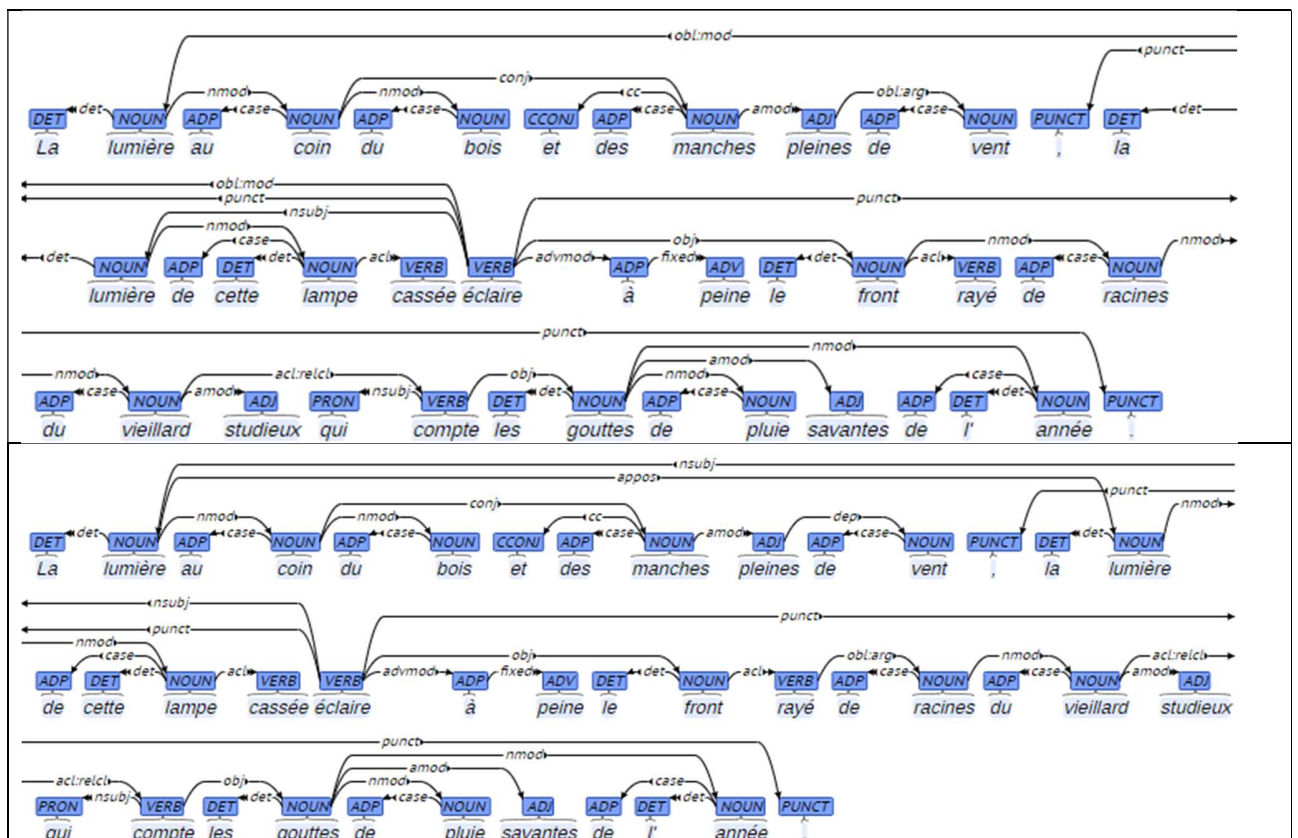 obl:mod
punct
conj
nmod nmod cc obl:arg
det case case case amod case det
DET NOUN ADP NOUN ADP NOUN CCONJ ADP NOUN ADJ ADP NOUN PUNCT DET
La lumière au coin du bois et des manches pleines de vent , la
obl:mod
punct punct
nsubj
nmod
case obj nmod nmod
det det acl advmod fixed det acl case
NOUN ADP DET NOUN VERB VERB ADP ADV DET NOUN VERB ADP NOUN
lumière de cette lampe cassée éclaire à peine le front rayé de racines
punct
nmod
amod
nmod acl:relcl obj nmod case
case amod nsubj det case det
ADP NOUN ADJ PRON VERB DET NOUN ADP NOUN ADJ ADP DET NOUN PUNCT
du vieillard studieux qui compte les gouttes de pluie savantes de l' année .
nsubj
appos
punct
conj nmod
nmod nmod cc dep
det case case case amod case det
DET NOUN ADP NOUN ADP NOUN CCONJ ADP NOUN ADJ ADP NOUN PUNCT DET NOUN
La lumière au coin du bois et des manches pleines de vent , la lumière
nsubj
punct punct
nmod
case obj obl:arg nmod acl:relcl
det acl advmod fixed det acl case case amod
ADP DET NOUN VERB VERB ADP ADV DET NOUN VERB ADP NOUN ADP NOUN ADJ
de cette lampe cassée éclaire à peine le front rayé de racines du vieillard studieux
punct
nmod
amod
acl:relcl obj nmod case
nsubj det case det
PRON VERB DET NOUN ADP NOUN ADJ ADP DET NOUN PUNCT
qui compte les gouttes de pluie savantes de l' année .